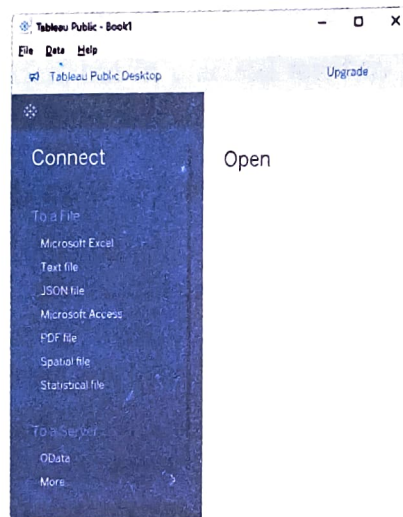 Tableau Public - Book1
File Data Help
Tableau Public Desktop
Upgrade
Connect
Open
To a File
Microsoft Excel
Text file
JSON file
Microsoft Access
PDF file
Spatial file
Statistical file
To a Server
OData
More